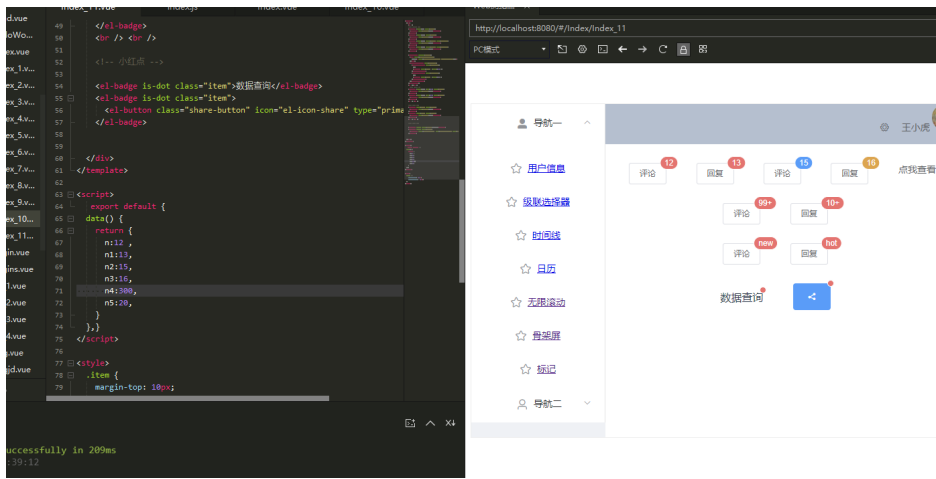 d.vue
loWo...
ex.vue
ex_1.v...
ex_2.v...
ex_3.v...
ex_4.v...
ex_5.v...
ex_6.v...
ex_7.v...
ex_8.v...
ex_9.v...
ex_10...
ex_11...
in.vue
ins.vue
1.vue
2.vue
3.vue
4.vue
.vue
jd.vue
index_11.vue index.js index.vue index_10.vue
49 </el-badge>
50 <br /> <br />
51
52 <!-- 小红点 -->
53
54 <el-badge is-dot class="item">数据查询</el-badge>
55 <el-badge is-dot class="item">
56 <el-button class="share-button" icon="el-icon-share" type="prima
57 </el-badge>
58
59
60 </div>
61 </template>
62
63 <script>
64 export default {
65 data() {
66 return {
67 n:12 ,
68 n1:13,
69 n2:15,
70 n3:16,
71 n4:300,
72 n5:20,
73 }
74 },}
75 </script>
76
77 <style>
78 .item {
79 margin-top: 10px;
uccessfully in 209ms
:39:12
http://localhost:8080/#/Index/Index_11
PC模式
导航一
用户信息
级联选择器
时间线
日历
无限滚动
骨架屏
标记
导航二
王小虎
评论 12 回复 13 评论 15 回复 16 点我查看
评论 99+ 回复 10+
评论 new 回复 hot
数据查询